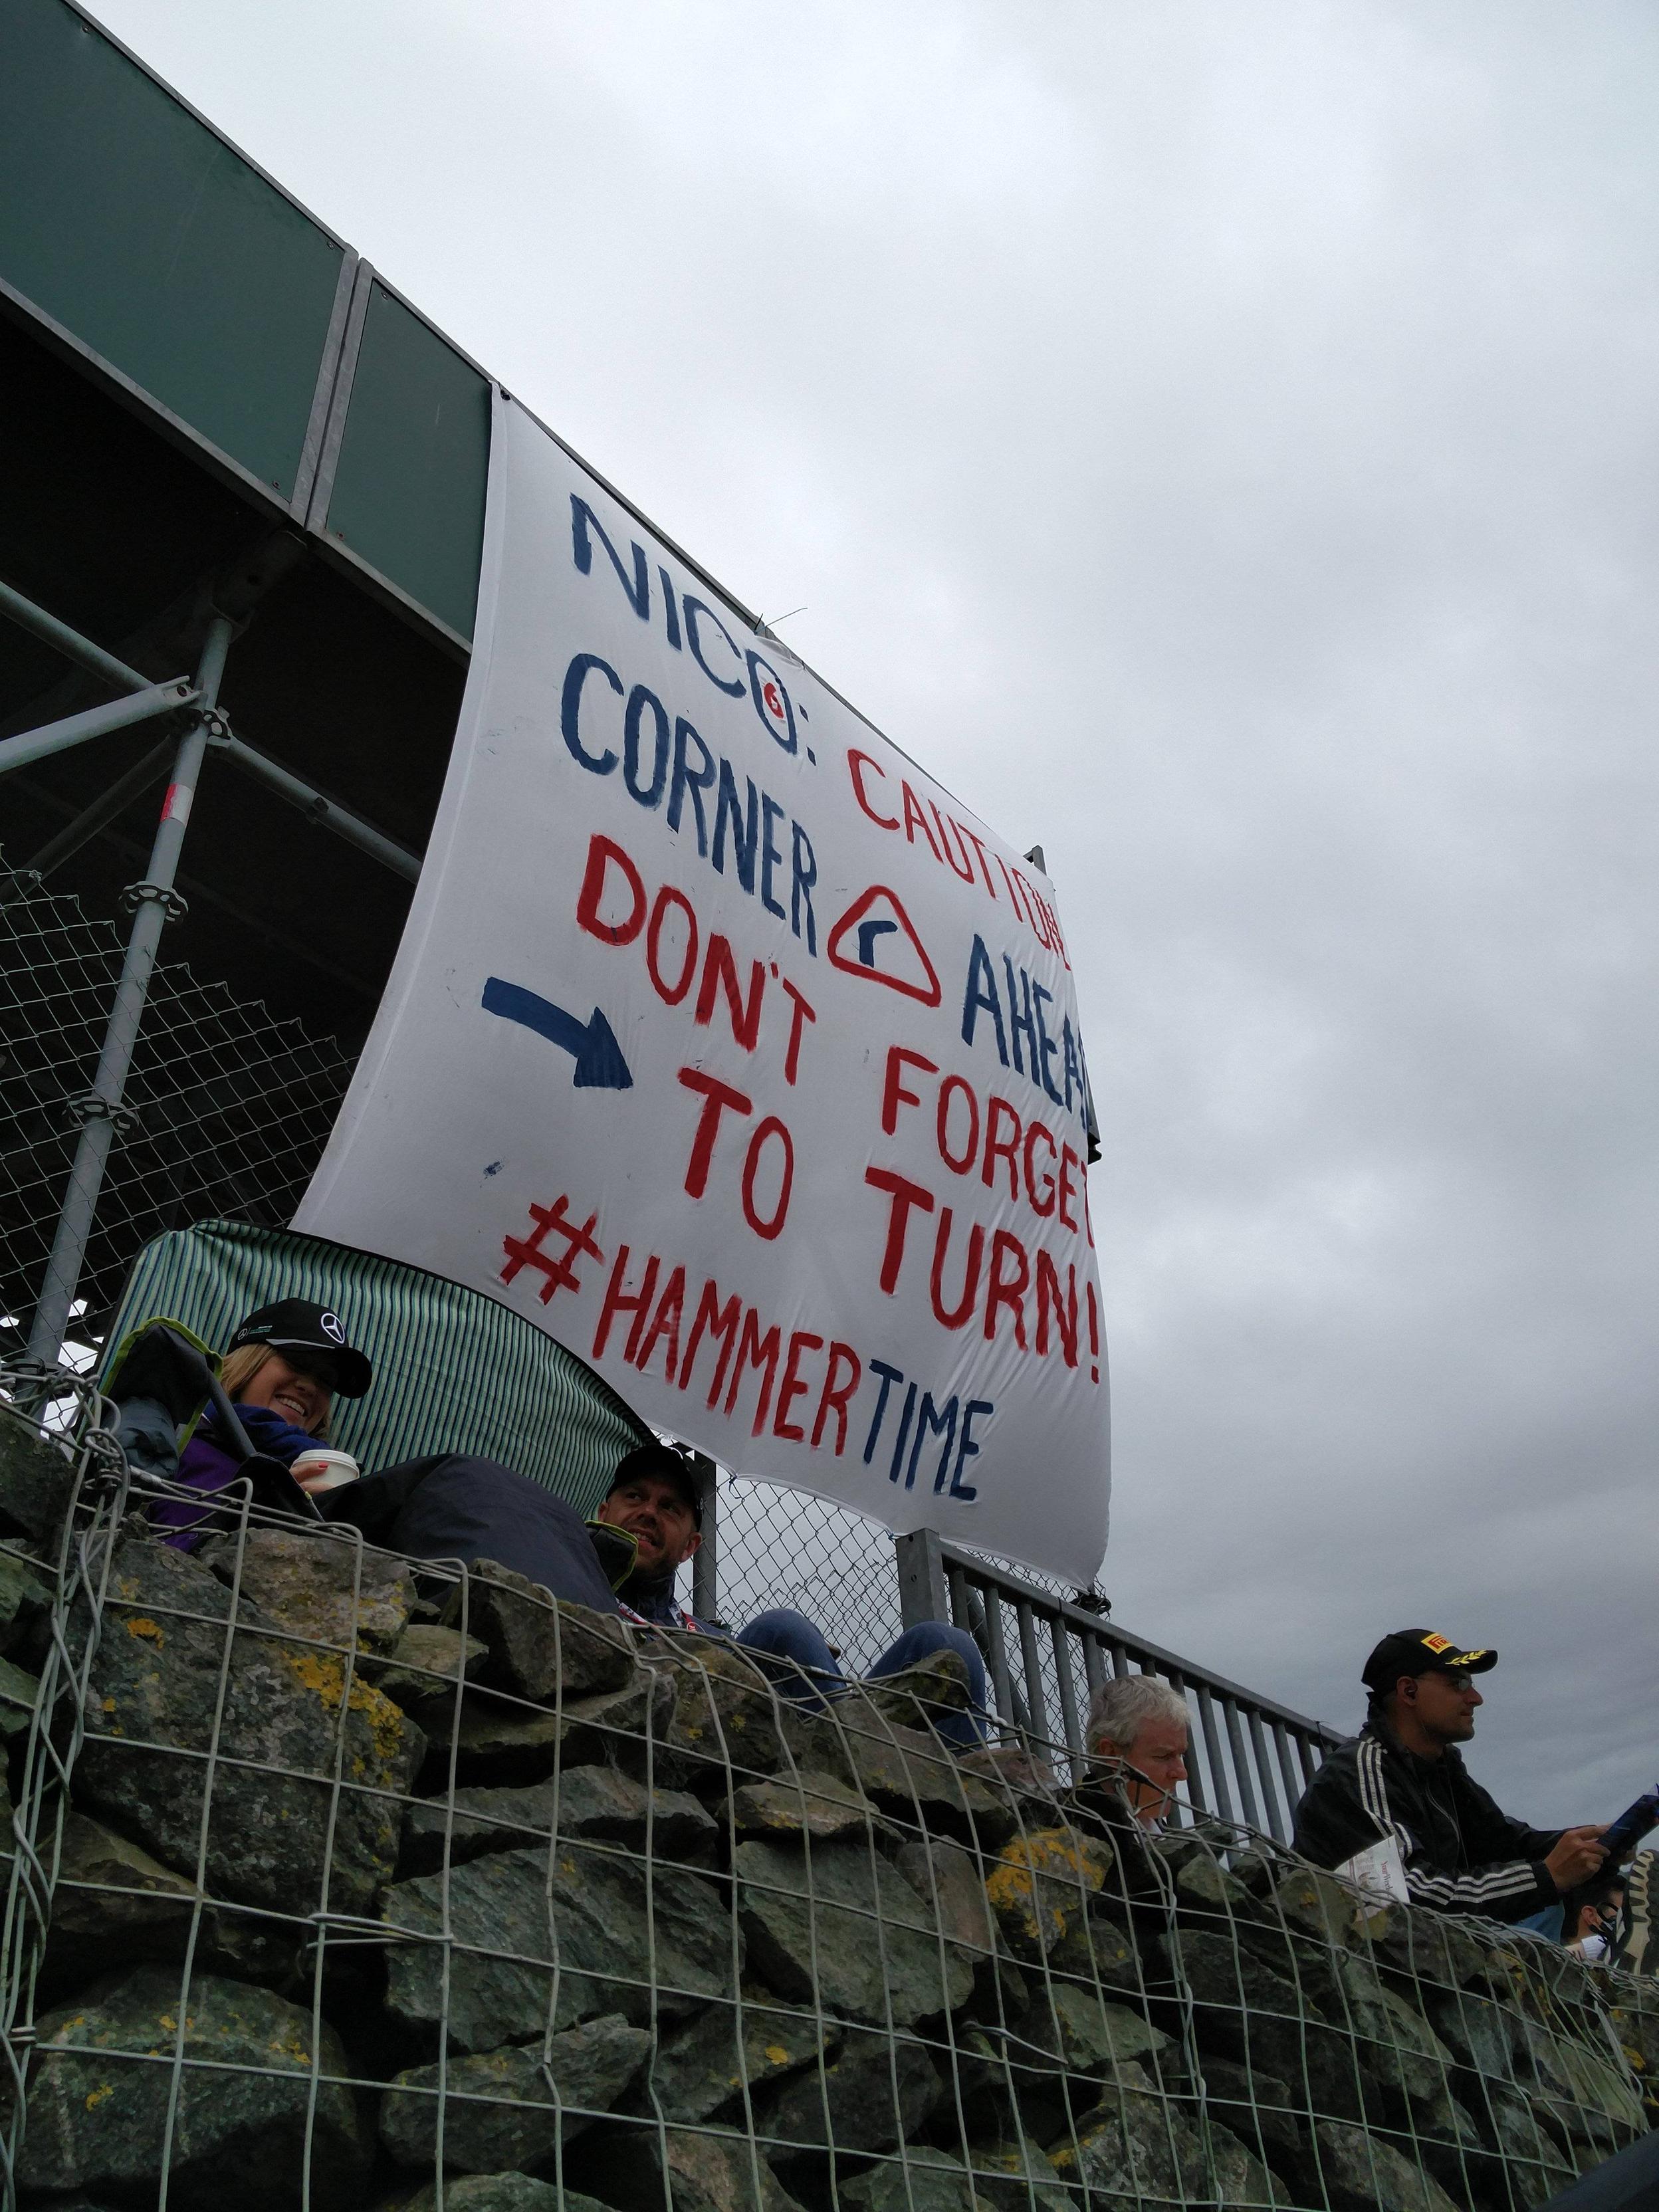 NICO: CAUTION
CORNER AHEAD
DON'T FORGET
TO TURN!
#HAMMERTIME